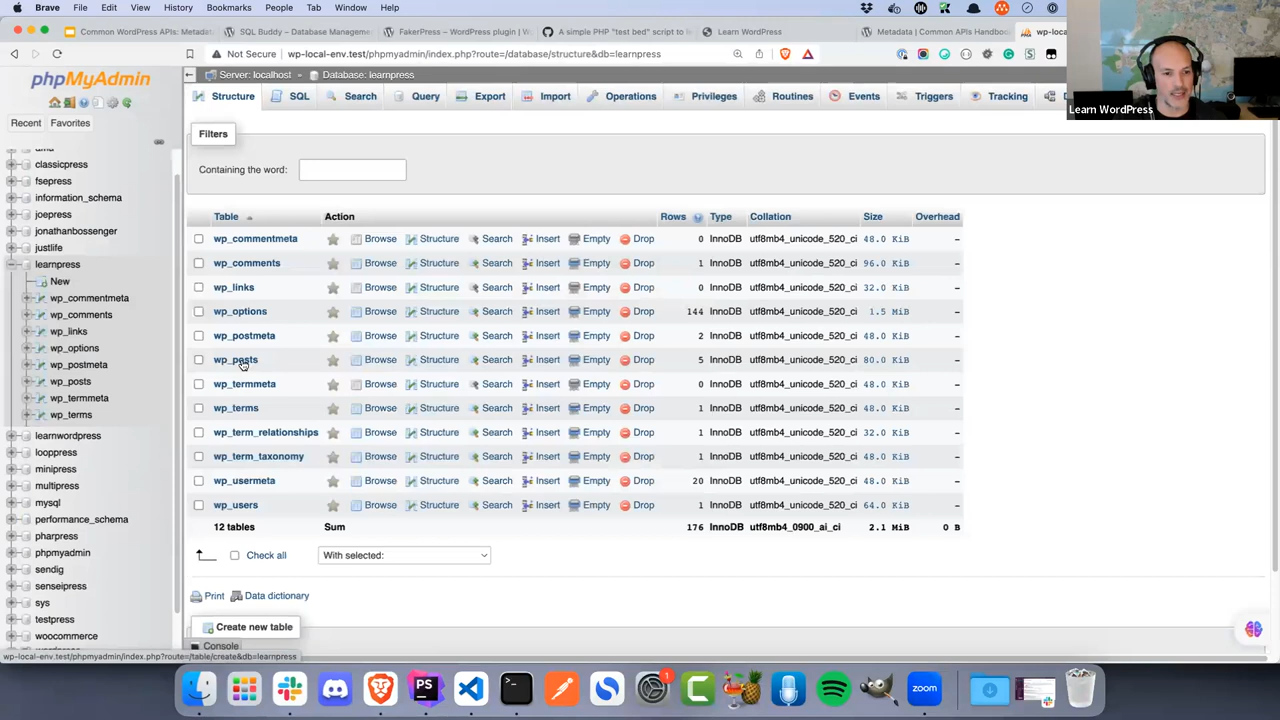 Brave File Edit View History Bookmarks People Tab Window Help
Common WordPress APIs: Metad
SQL Buddy – Database Managem
FakerPress – WordPress plugin | W
A simple PHP "test bed" script to le
Learn WordPress
Metadata | Common APIs Handboo
wp-loc
Not Secure wp-local-env.test/phpmyadmin/index.php?route=/database/structure&db=learnpress
Learn WordPress
phpMyAdmin
Recent Favorites
classicpress
fsepress
information_schema
joepress
jonathanbossenger
justlife
learnpress
New
wp_commentmeta
wp_comments
wp_links
wp_options
wp_postmeta
wp_posts
wp_termmeta
wp_terms
learnwordpress
looppress
minipress
multipress
mysql
performance_schema
pharpress
phpmyadmin
sendig
senseipress
sys
testpress
woocommerce
Server: localhost » Database: learnpress
Structure SQL Search Query Export Import Operations Privileges Routines Events Triggers Tracking D
Filters
Containing the word:
Table Action Rows Type Collation Size Overhead
wp_commentmeta Browse Structure Search Insert Empty Drop 0 InnoDB utf8mb4_unicode_520_ci 48.0 KiB –
wp_comments Browse Structure Search Insert Empty Drop 1 InnoDB utf8mb4_unicode_520_ci 96.0 KiB –
wp_links Browse Structure Search Insert Empty Drop 0 InnoDB utf8mb4_unicode_520_ci 32.0 KiB –
wp_options Browse Structure Search Insert Empty Drop 144 InnoDB utf8mb4_unicode_520_ci 1.5 MiB –
wp_postmeta Browse Structure Search Insert Empty Drop 2 InnoDB utf8mb4_unicode_520_ci 48.0 KiB –
wp_posts Browse Structure Search Insert Empty Drop 5 InnoDB utf8mb4_unicode_520_ci 80.0 KiB –
wp_termmeta Browse Structure Search Insert Empty Drop 0 InnoDB utf8mb4_unicode_520_ci 48.0 KiB –
wp_terms Browse Structure Search Insert Empty Drop 1 InnoDB utf8mb4_unicode_520_ci 48.0 KiB –
wp_term_relationships Browse Structure Search Insert Empty Drop 1 InnoDB utf8mb4_unicode_520_ci 32.0 KiB –
wp_term_taxonomy Browse Structure Search Insert Empty Drop 1 InnoDB utf8mb4_unicode_520_ci 48.0 KiB –
wp_usermeta Browse Structure Search Insert Empty Drop 20 InnoDB utf8mb4_unicode_520_ci 48.0 KiB –
wp_users Browse Structure Search Insert Empty Drop 1 InnoDB utf8mb4_unicode_520_ci 64.0 KiB –
12 tables Sum 176 InnoDB utf8mb4_0900_ai_ci 2.1 MiB 0 B
Check all With selected:
Print Data dictionary
Create new table
Console
wp-local-env.test/phpmyadmin/index.php?route=/table/create&db=learnpress
PS
1
zoom